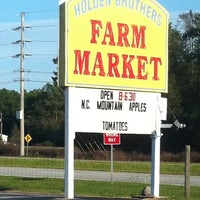 HOLDEN BROTHERS
FARM
MARKET
OPEN 8-6:30
N.C. MOUNTAIN APPLES
TOMATOES